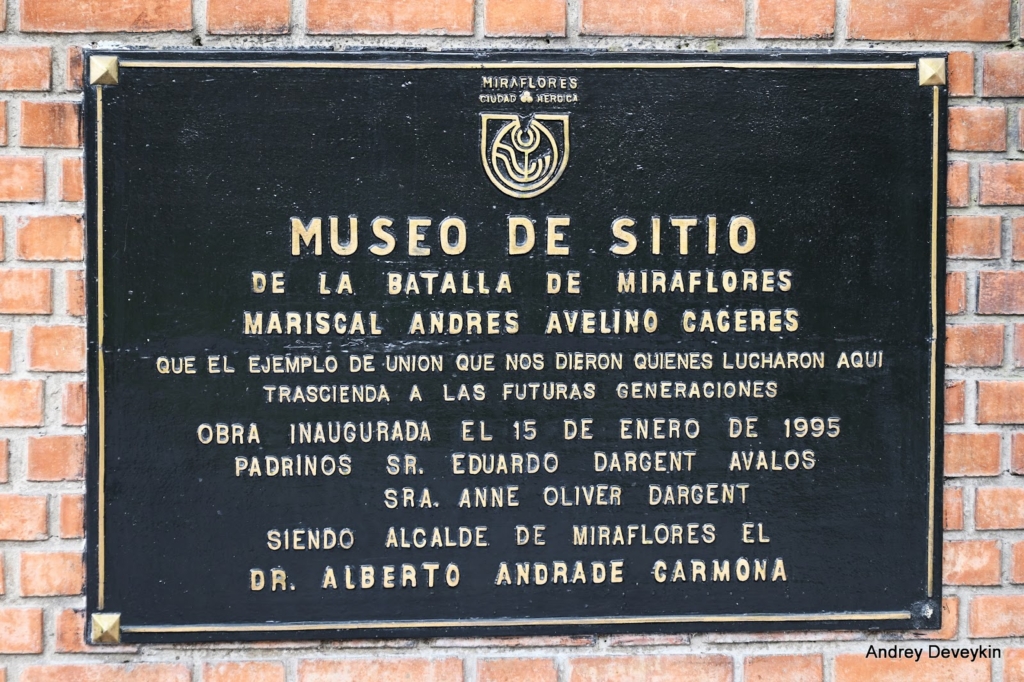 MIRAFLORES
CIUDAD HEROICA
MUSEO DE SITIO
DE LA BATALLA DE MIRAFLORES
MARISCAL ANDRES AVELINO CACERES
QUE EL EJEMPLO DE UNION QUE NOS DIERON QUIENES LUCHARON AQUI
TRASCIENDA A LAS FUTURAS GENERACIONES
OBRA INAUGURADA EL 15 DE ENERO DE 1995
PADRINOS SR. EDUARDO DARGENT AVALOS
SRA. ANNE OLIVER DARGENT
SIENDO ALCALDE DE MIRAFLORES EL
DR. ALBERTO ANDRADE CARMONA
Andrey Deveykin